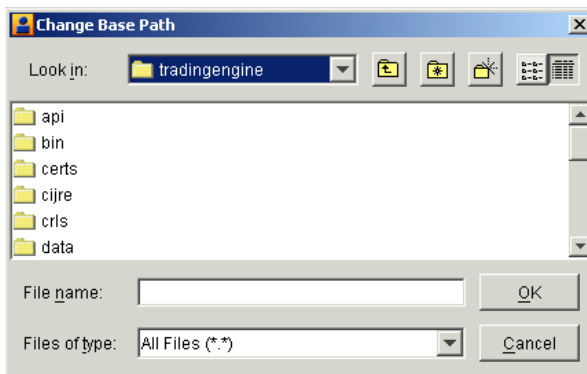 Change Base Path
Look in: tradingengine
api
bin
certs
cijre
crls
data
File name: OK
Files of type: All Files (*.*) Cancel